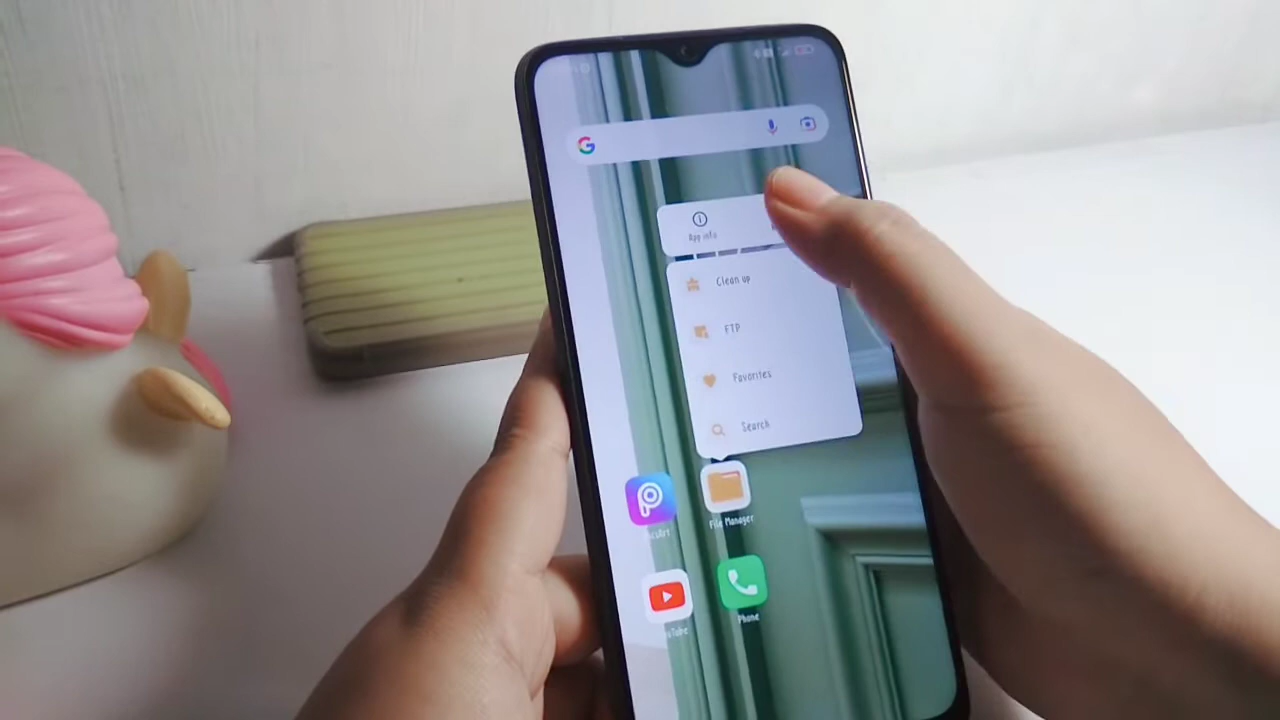 App info
Clean up
FTP
Favorites
Search
File Manager
Phone